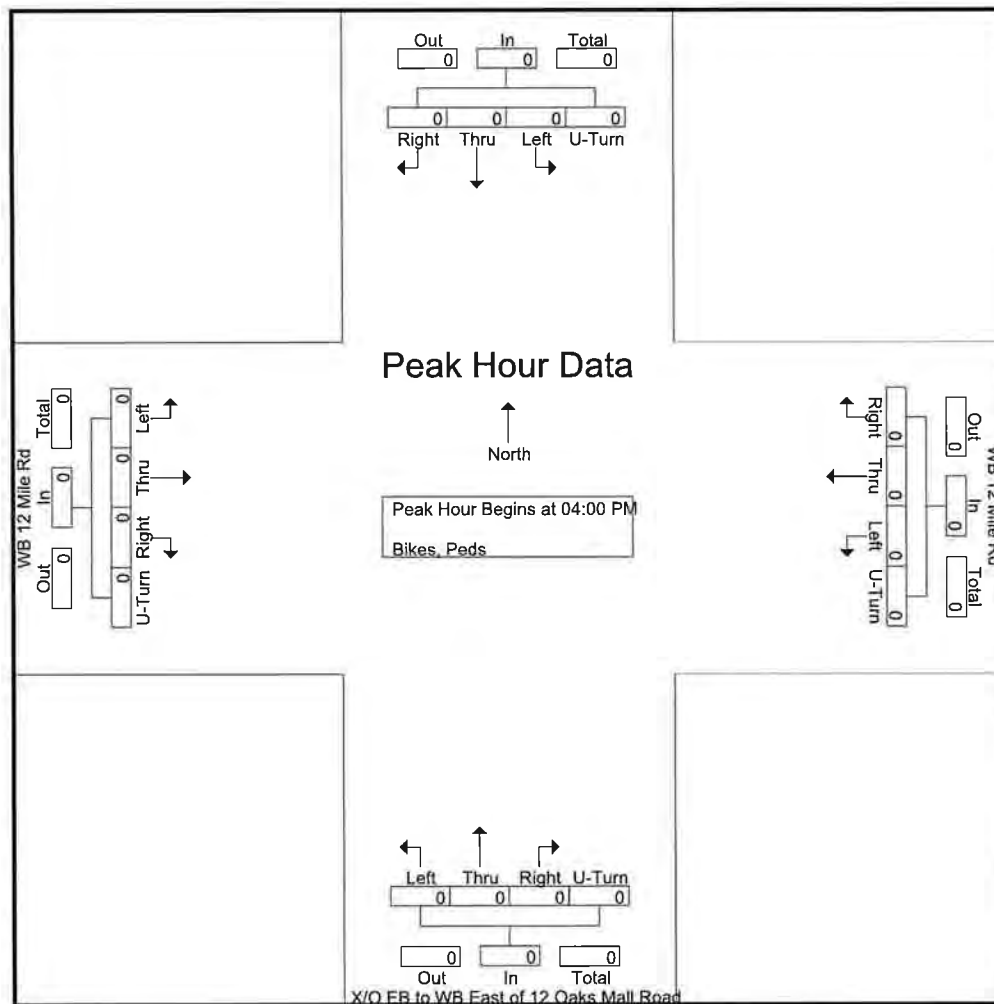 Out In Total
0 0 0
0 0 0 0
Right Thru Left U-Turn
Peak Hour Data
North
Peak Hour Begins at 04:00 PM
Bikes, Peds
WB 12 Mile Rd
Total In Out
0 0 0
0 0 0 0
Left Thru Right U-Turn
Right Thru Left U-Turn
0 0 0 0
Out In Total
0 0 0
WB 12 Mile Rd
Left Thru Right U-Turn
0 0 0 0
0 0 0
Out In Total
X/O EB to WB East of 12 Oaks Mall Road